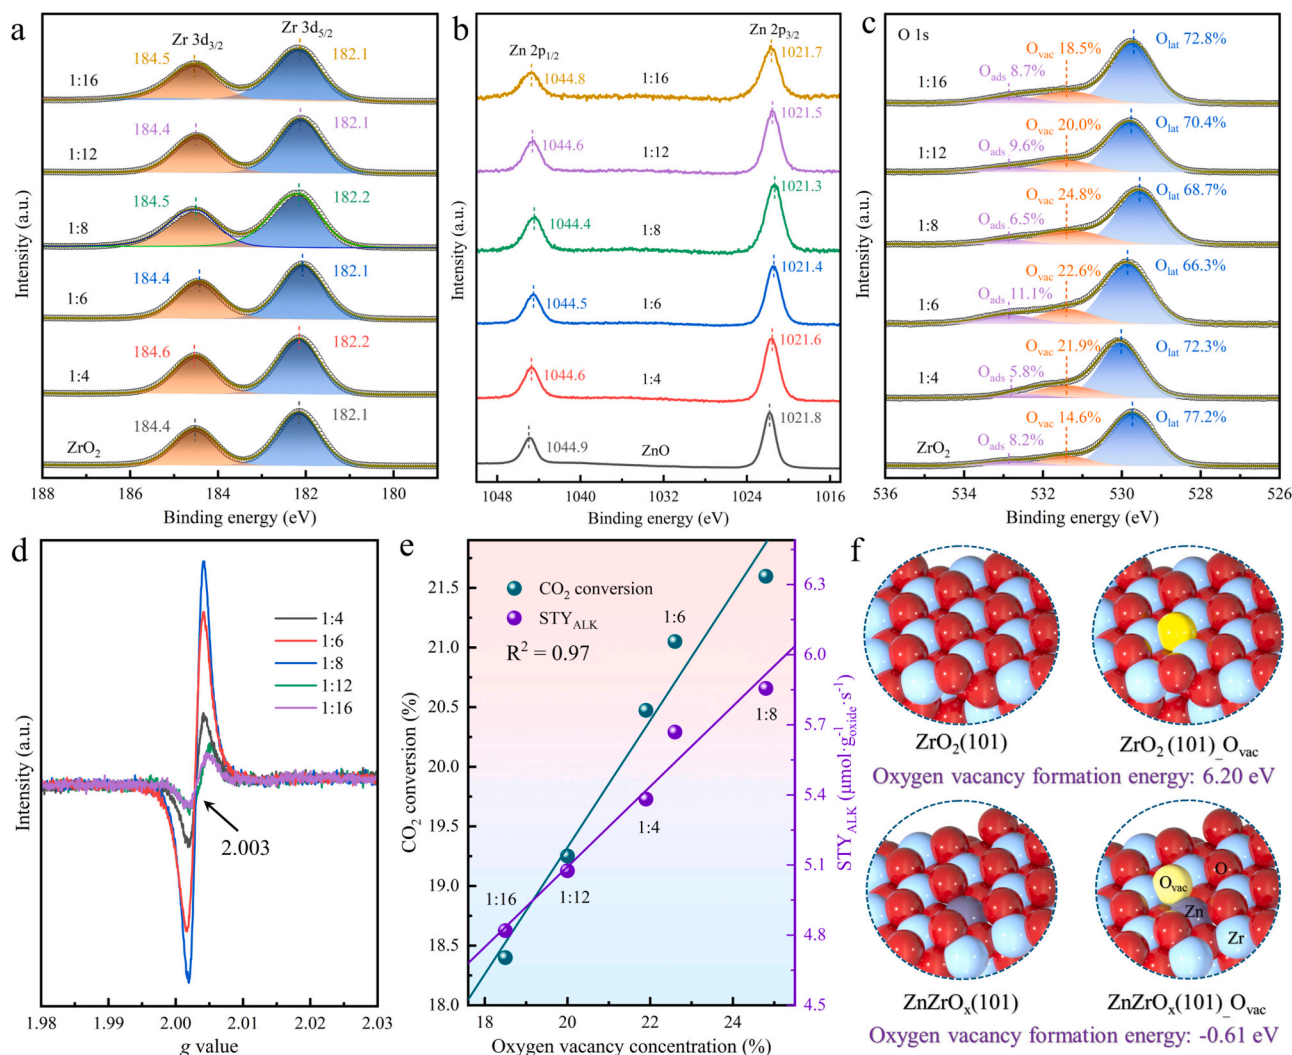 a
Zr 3d3/2
Zr 3d5/2
184.5
182.1
1:16
184.4
182.1
1:12
184.5
182.2
1:8
184.4
182.1
1:6
184.6
182.2
1:4
184.4
182.1
ZrO2
188 186 184 182 180
Binding energy (eV)
Intensity (a.u.)
b
Zn 2p1/2
Zn 2p3/2
1021.7
1044.8
1:16
1021.5
1044.6
1:12
1021.3
1044.4
1:8
1021.4
1044.5
1:6
1021.6
1044.6
1:4
1021.8
1044.9
ZnO
1048 1040 1032 1024 1016
Binding energy (eV)
Intensity (a.u.)
c
O 1s
Ovac 18.5%
Olat 72.8%
Oads 8.7%
1:16
Ovac 20.0%
Olat 70.4%
Oads 9.6%
1:12
Ovac 24.8%
Olat 68.7%
Oads 6.5%
1:8
Ovac 22.6%
Olat 66.3%
Oads 11.1%
1:6
Ovac 21.9%
Olat 72.3%
Oads 5.8%
1:4
Ovac 14.6%
Olat 77.2%
Oads 8.2%
ZrO2
536 534 532 530 528 526
Binding energy (eV)
Intensity (a.u.)
d
1:4
1:6
1:8
1:12
1:16
2.003
1.98 1.99 2.00 2.01 2.02 2.03
g value
Intensity (a.u.)
e
CO2 conversion
STYALK
R2 = 0.97
1:6
1:8
1:4
1:16
1:12
21.5
21.0
20.5
20.0
19.5
19.0
18.5
18.0
CO2 conversion (%)
6.3
6.0
5.7
5.4
5.1
4.8
4.5
STYALK (μmol·g-1oxide·s-1)
18 20 22 24
Oxygen vacancy concentration (%)
f
ZrO2(101)
ZrO2 (101)_Ovac
Oxygen vacancy formation energy: 6.20 eV
Ovac
O
Zn
Zr
ZnZrOx(101)
ZnZrOx(101)_Ovac
Oxygen vacancy formation energy: -0.61 eV